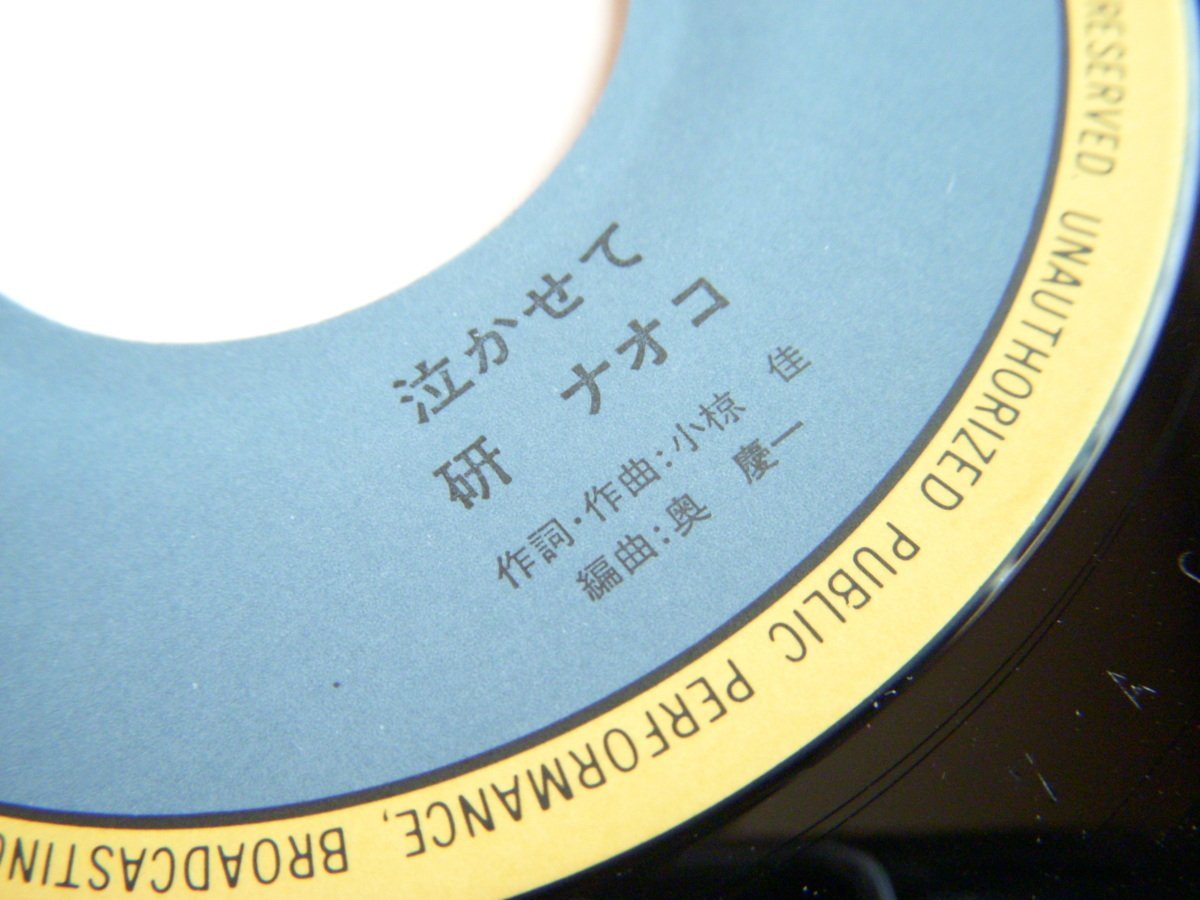 泣かせて
研 ナオコ
作詞・作曲:小椋 佳
編曲:奥 慶一
RESERVED. UNAUTHORIZED PUBLIC PERFORMANCE, BROADCASTING